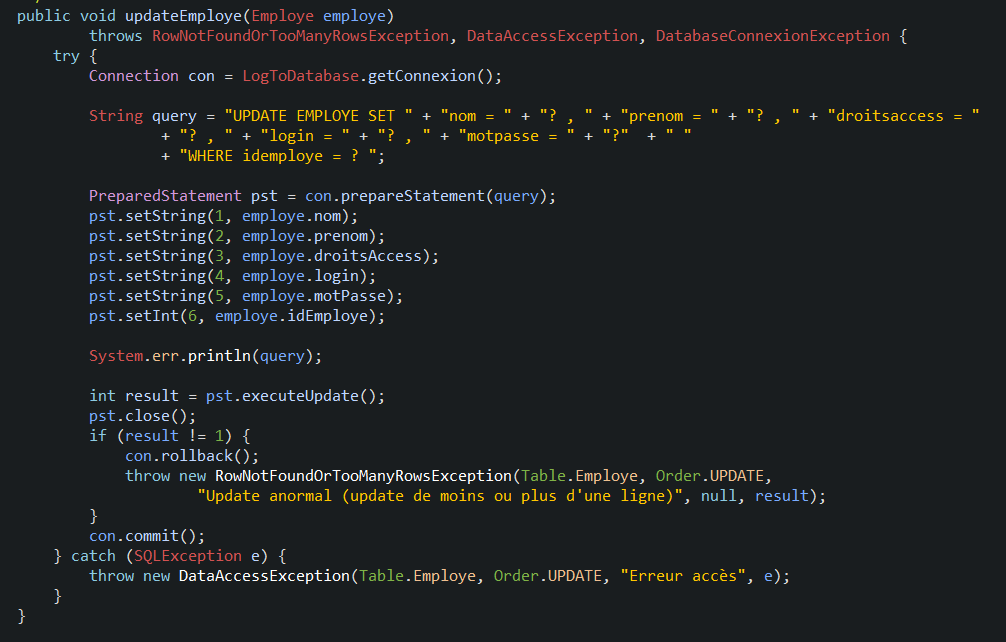 public void updateEmploye(Employe employe)
        throws RowNotFoundOrTooManyRowsException, DataAccessException, DatabaseConnexionException {
    try {
        Connection con = LogToDatabase.getConnexion();

        String query = "UPDATE EMPLOYE SET " + "nom = " + "? , " + "prenom = " + "? , " + "droitsaccess = "
                + "? , " + "login = " + "? , " + "motpasse = " + "?"  + " "
                + "WHERE idemploye = ? ";

        PreparedStatement pst = con.prepareStatement(query);
        pst.setString(1, employe.nom);
        pst.setString(2, employe.prenom);
        pst.setString(3, employe.droitsAccess);
        pst.setString(4, employe.login);
        pst.setString(5, employe.motPasse);
        pst.setInt(6, employe.idEmploye);

        System.err.println(query);

        int result = pst.executeUpdate();
        pst.close();
        if (result != 1) {
            con.rollback();
            throw new RowNotFoundOrTooManyRowsException(Table.Employe, Order.UPDATE,
                    "Update anormal (update de moins ou plus d'une ligne)", null, result);
        }
        con.commit();
    } catch (SQLException e) {
        throw new DataAccessException(Table.Employe, Order.UPDATE, "Erreur accès", e);
    }
}